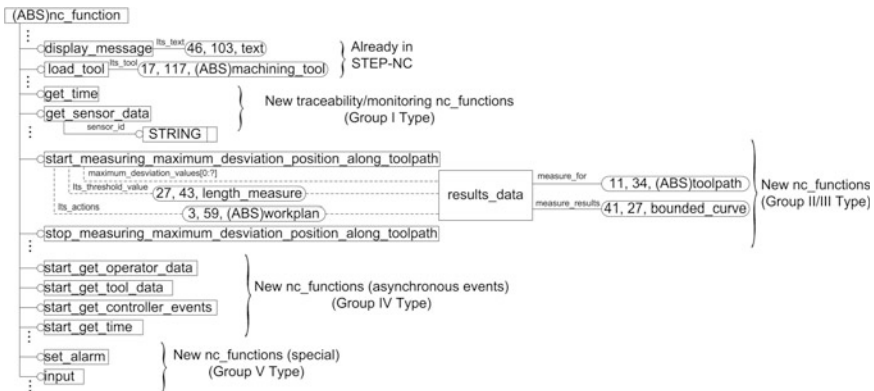 (ABS)nc_function
display_message
Its_text
46, 103, text
load_tool
Its_tool
17, 117, (ABS)machining_tool
Already in
STEP-NC
get_time
get_sensor_data
sensor_id
STRING
New traceability/monitoring nc_functions
(Group I Type)
start_measuring_maximum_desviation_position_along_toolpath
maximum_desviation_values[0:?]
Its_threshold_value
27, 43, length_measure
Its_actions
3, 59, (ABS)workplan
results_data
measure_for
11, 34, (ABS)toolpath
measure_results
41, 27, bounded_curve
New nc_functions
(Group II/III Type)
stop_measuring_maximum_desviation_position_along_toolpath
start_get_operator_data
start_get_tool_data
start_get_controller_events
start_get_time
New nc_functions (asynchronous events)
(Group IV Type)
set_alarm
input
New nc_functions (special)
(Group V Type)